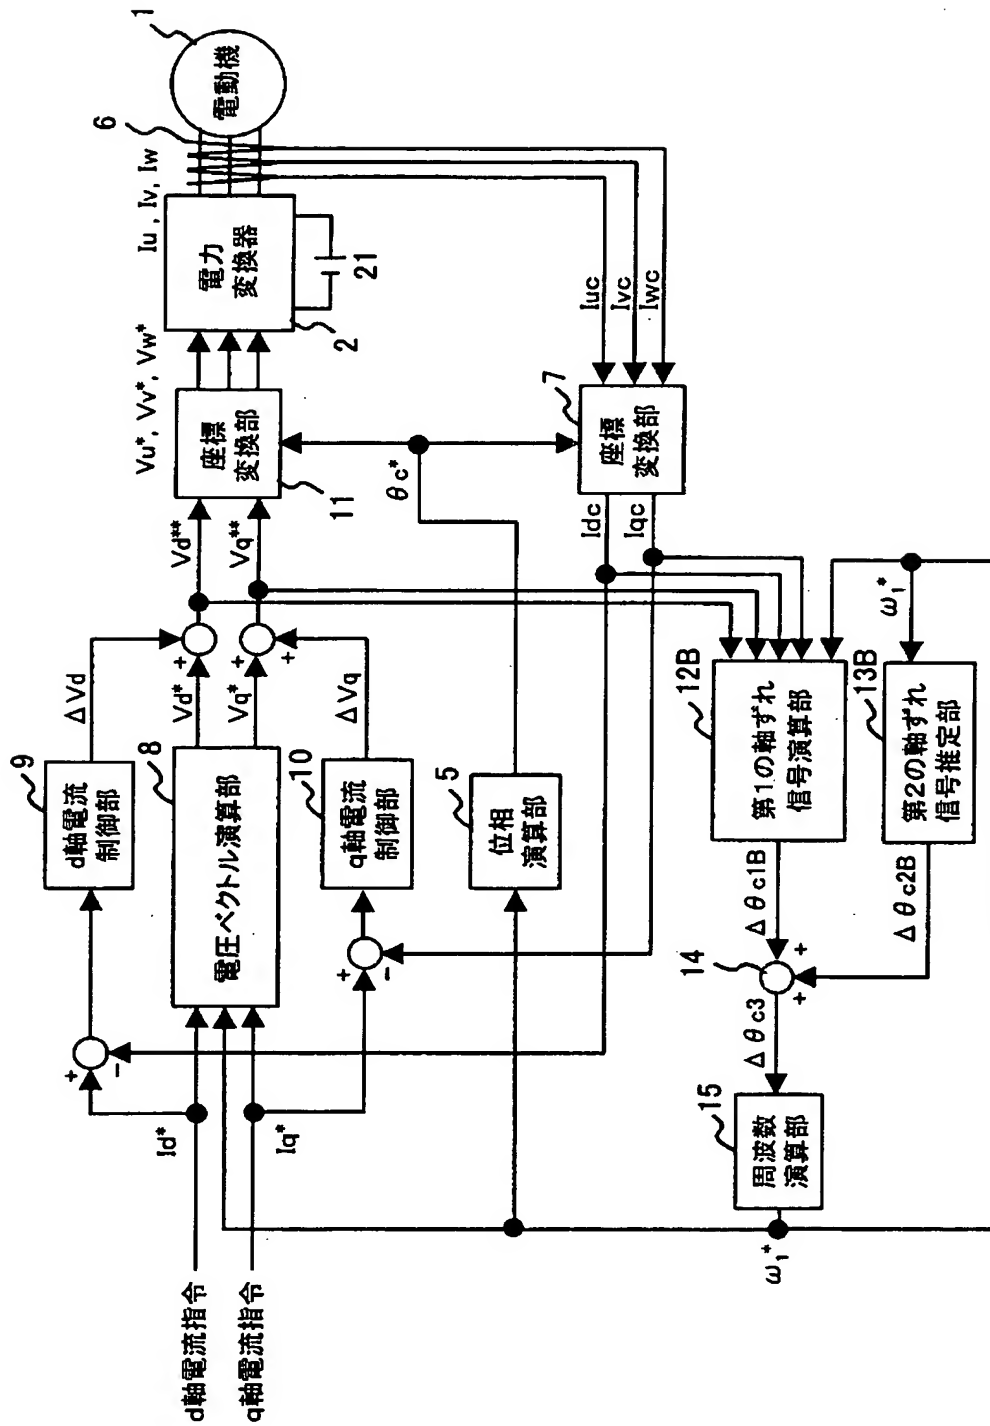 d軸電流指令
q軸電流指令
Id*
Iq*
+
-
9
d軸電流
制御部
ΔVd
8
電圧ベクトル演算部
Vd*
Vq*
+
+
+
10
q軸電流
制御部
ΔVq
+
-
Vd**
Vq**
11
座標
変換部
Vu*, Vv*, Vw*
2
電力
変換器
21
Iu , Iv, Iw
6
1
電動機
5
位相
演算部
θc*
7
座標
変換部
Iuc
Ivc
Iwc
Idc
Iqc
12B
第1の軸ずれ
信号演算部
13B
第2の軸ずれ
信号推定部
ω1*
Δθc1B
Δθc2B
14
+
+
Δθc3
15
周波数
演算部
ω1*